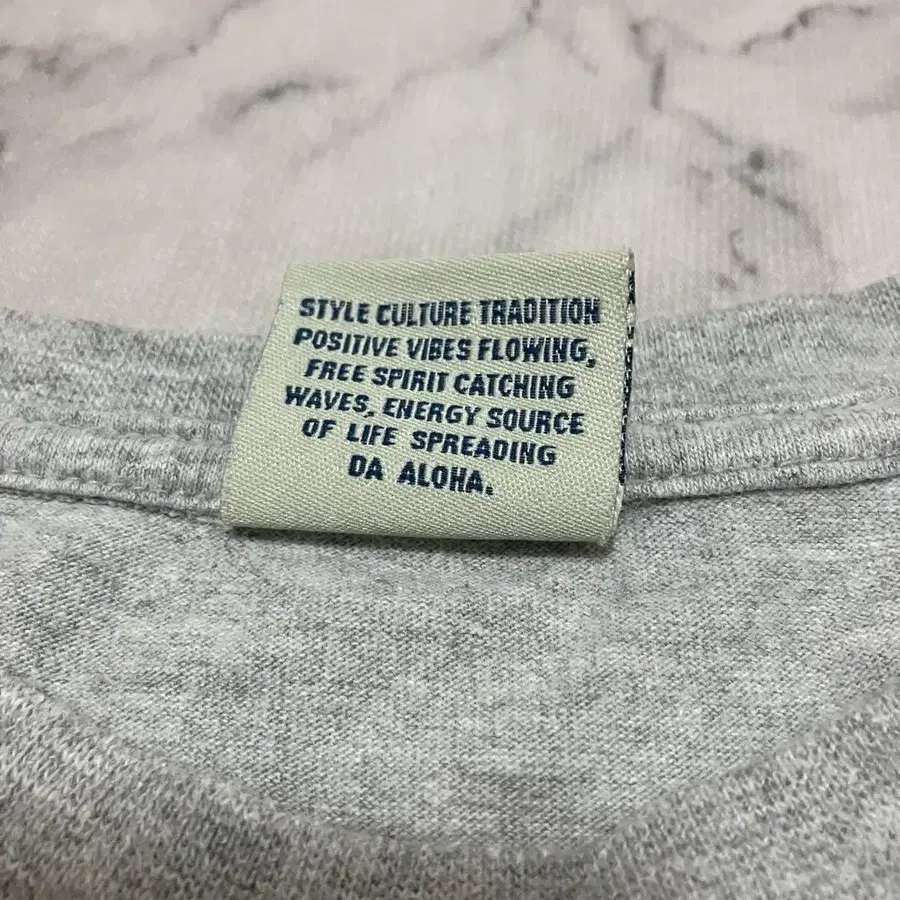 STYLE CULTURE TRADITION
POSITIVE VIBES FLOWING,
FREE SPIRIT CATCHING
WAVES, ENERGY SOURCE
OF LIFE SPREADING
DA ALOHA.